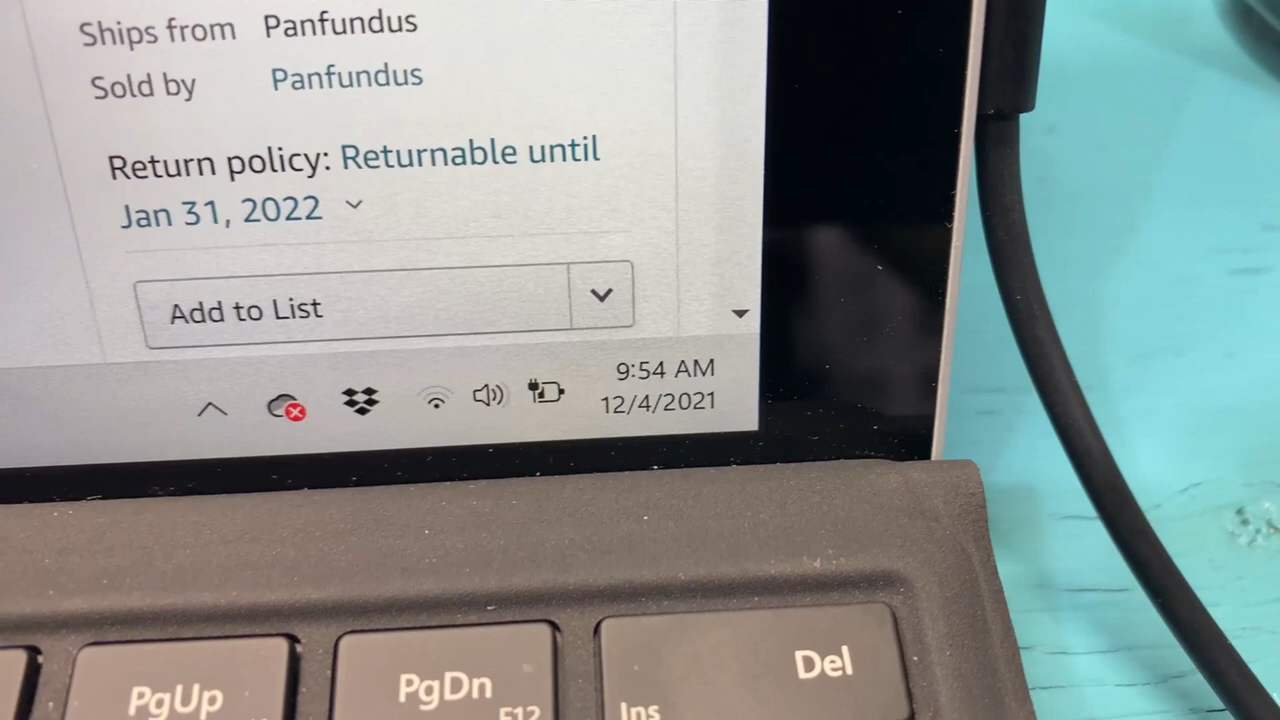 Ships from Panfundus
Sold by Panfundus
Return policy: Returnable until
Jan 31, 2022
Add to List
9:54 AM
12/4/2021
PgUp
PgDn
F12
Del
Ins